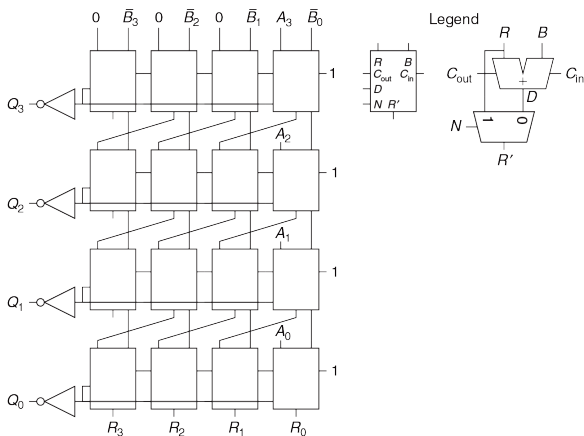 0 B̅₃ 0 B̅₂ 0 B̅₁ A₃ B̅₀
1
Q₃
A₂
1
Q₂
A₁
1
Q₁
A₀
1
Q₀
R₃ R₂ R₁ R₀
Legend
R B
Cout Cin
D
N R′
R B
Cout + Cin
D
N 1 0
R′